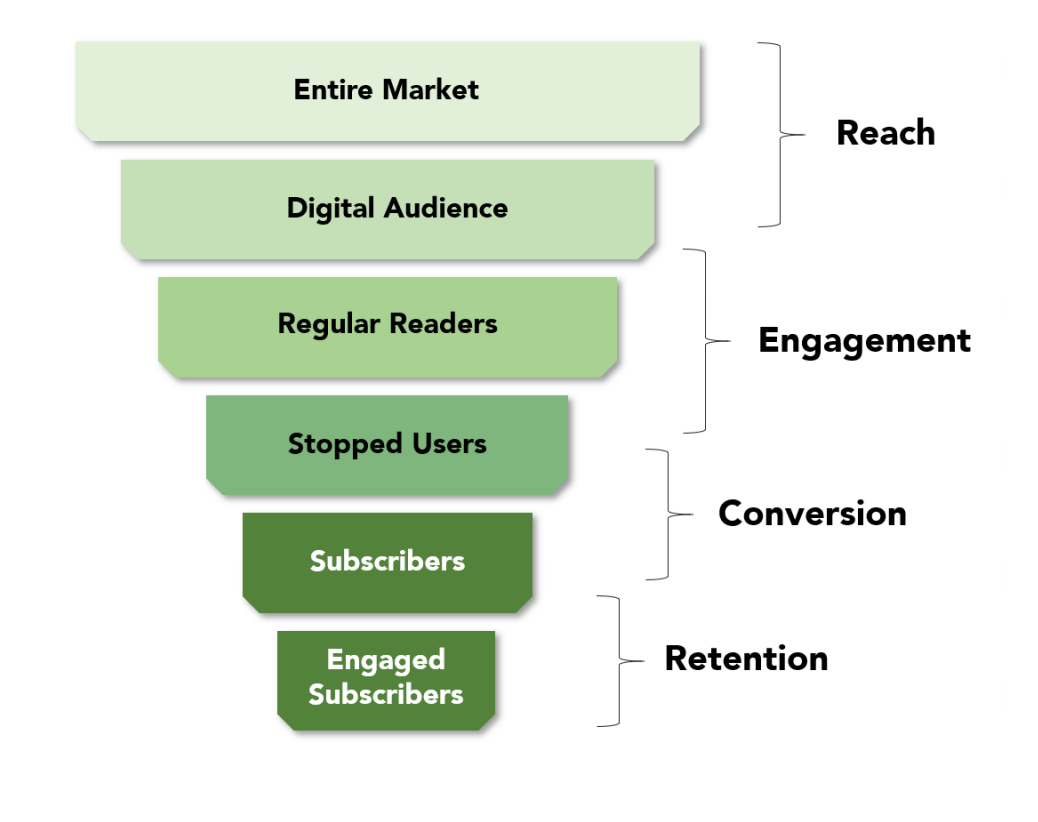 Entire Market
Reach
Digital Audience
Regular Readers
Engagement
Stopped Users
Conversion
Subscribers
Engaged
Subscribers
Retention